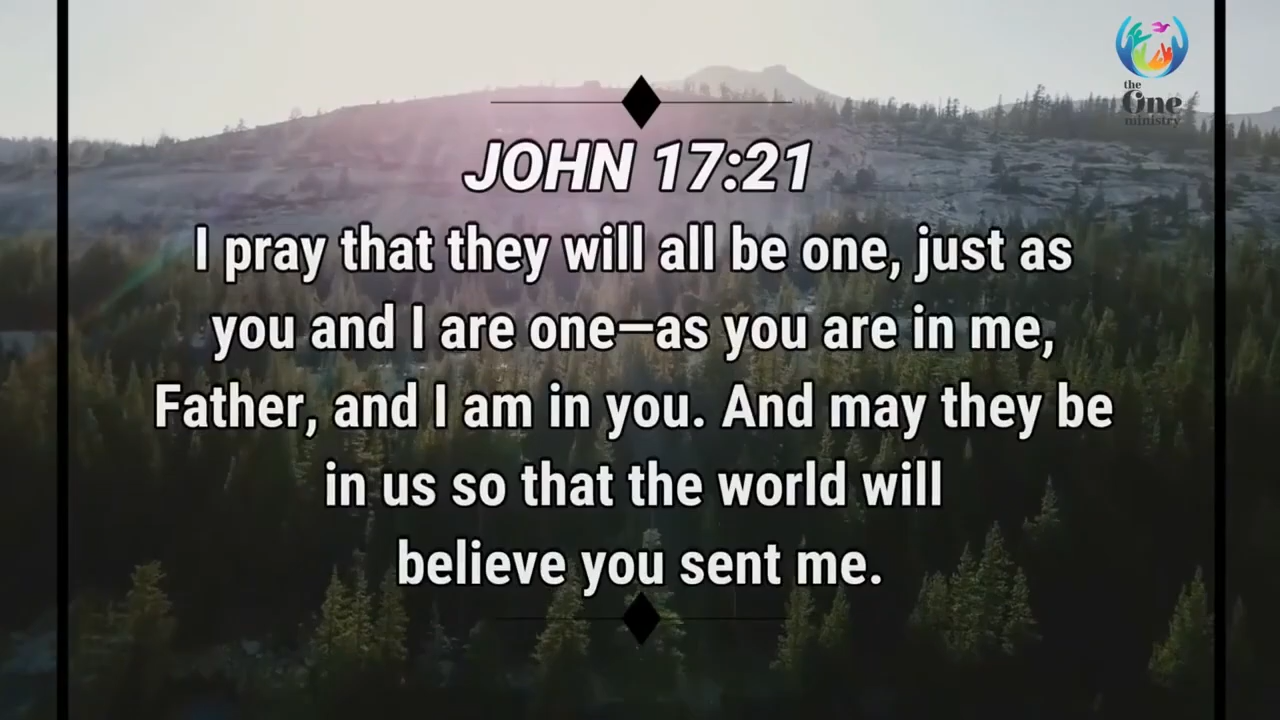 the
One
ministry
JOHN 17:21
I pray that they will all be one, just as
you and I are one—as you are in me,
Father, and I am in you. And may they be
in us so that the world will
believe you sent me.